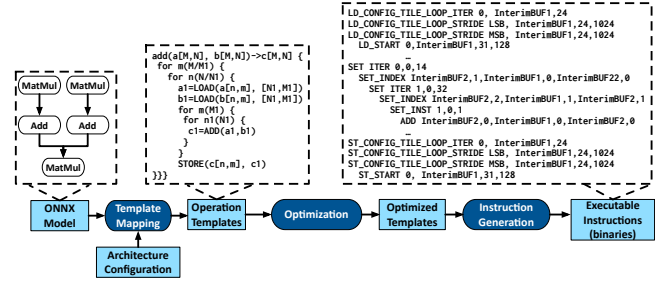 MatMul
MatMul
Add
Add
MatMul
add(a[M,N], b[M,N])->c[M,N] {
for m(M/M1) {
for n(N/N1) {
a1=LOAD(a[n,m], [N1,M1])
b1=LOAD(b[n,m], [N1,M1])
for m(M1) {
for n1(N1) {
c1=ADD(a1,b1)
}
}
STORE(c[n,m], c1)
}}}
LD_CONFIG_TILE_LOOP_ITER 0, InterimBUF1,24
LD_CONFIG_TILE_LOOP_STRIDE LSB, InterimBUF1,24,1024
LD_CONFIG_TILE_LOOP_STRIDE MSB, InterimBUF1,24,1024
LD_START 0,InterimBUF1,31,128
…
SET ITER 0,0,14
SET_INDEX InterimBUF2,1,InterimBUF1,0,InterimBUF22,0
SET ITER 1,0,32
SET_INDEX InterimBUF2,2,InterimBUF1,1,InterimBUF2,1
SET_INST 1,0,1
ADD InterimBUF2,0,InterimBUF1,0,InterimBUF2,0
…
ST_CONFIG_TILE_LOOP_ITER 0, InterimBUF1,24
ST_CONFIG_TILE_LOOP_STRIDE LSB, InterimBUF1,24,1024
ST_CONFIG_TILE_LOOP_STRIDE MSB, InterimBUF1,24,1024
ST_START 0, InterimBUF1,31,128
ONNX
Model
Template
Mapping
Operation
Templates
Optimization
Optimized
Templates
Instruction
Generation
Executable
Instructions
(binaries)
Architecture
Configuration